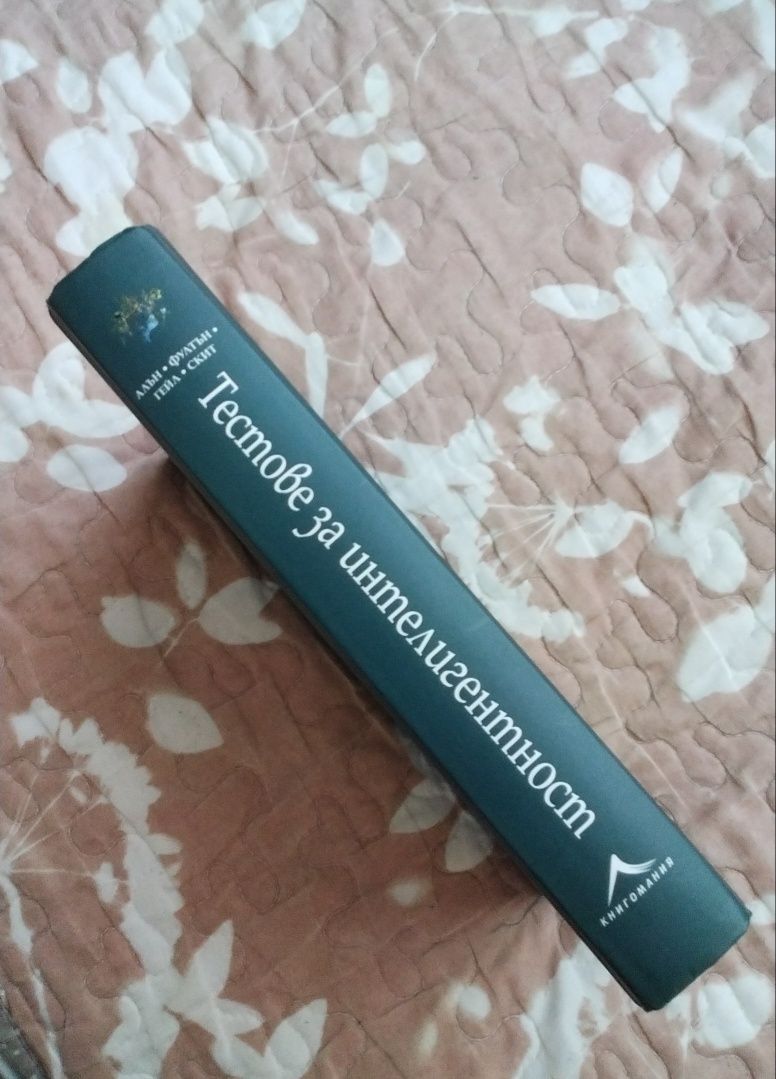 АЛЪН • ФУЛТЪН •
ГЕЙЛ • СКИТ
Тестове за интелигентност
КНИГОМАНИЯ